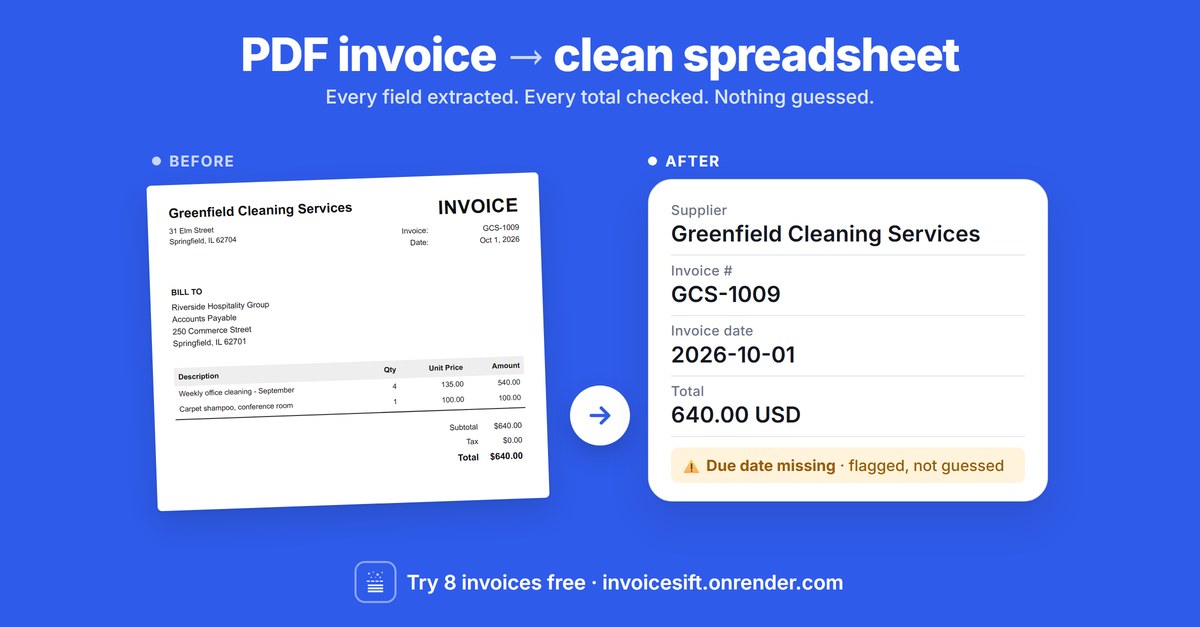 PDF invoice → clean spreadsheet
Every field extracted. Every total checked. Nothing guessed.
BEFORE
Greenfield Cleaning Services
INVOICE
31 Elm Street
Springfield, IL 62704
Invoice: GCS-1009
Date: Oct 1, 2026
BILL TO
Riverside Hospitality Group
Accounts Payable
250 Commerce Street
Springfield, IL 62701
Description Qty Unit Price Amount
Weekly office cleaning - September 4 135.00 540.00
Carpet shampoo, conference room 1 100.00 100.00
Subtotal $640.00
Tax $0.00
Total $640.00
AFTER
Supplier
Greenfield Cleaning Services
Invoice #
GCS-1009
Invoice date
2026-10-01
Total
640.00 USD
Due date missing · flagged, not guessed
Try 8 invoices free · invoicesift.onrender.com